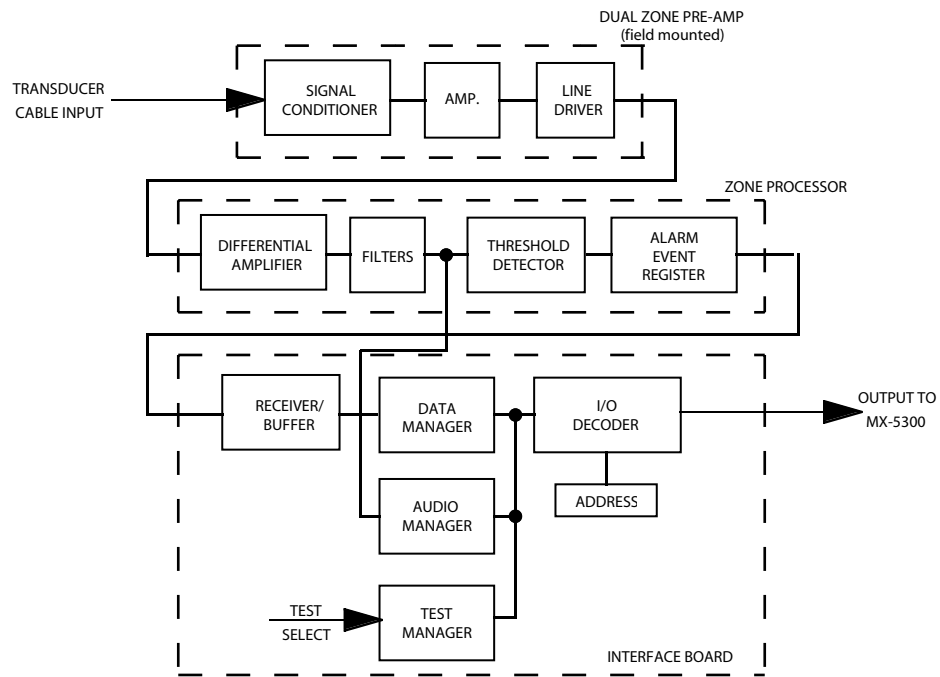 DUAL ZONE PRE-AMP
(field mounted)
TRANSDUCER
CABLE INPUT
SIGNAL
CONDITIONER
AMP.
LINE
DRIVER
ZONE PROCESSOR
DIFFERENTIAL
AMPLIFIER
FILTERS
THRESHOLD
DETECTOR
ALARM
EVENT
REGISTER
RECEIVER/
BUFFER
DATA
MANAGER
I/O
DECODER
OUTPUT TO
MX-5300
ADDRESS
AUDIO
MANAGER
TEST
SELECT
TEST
MANAGER
INTERFACE BOARD